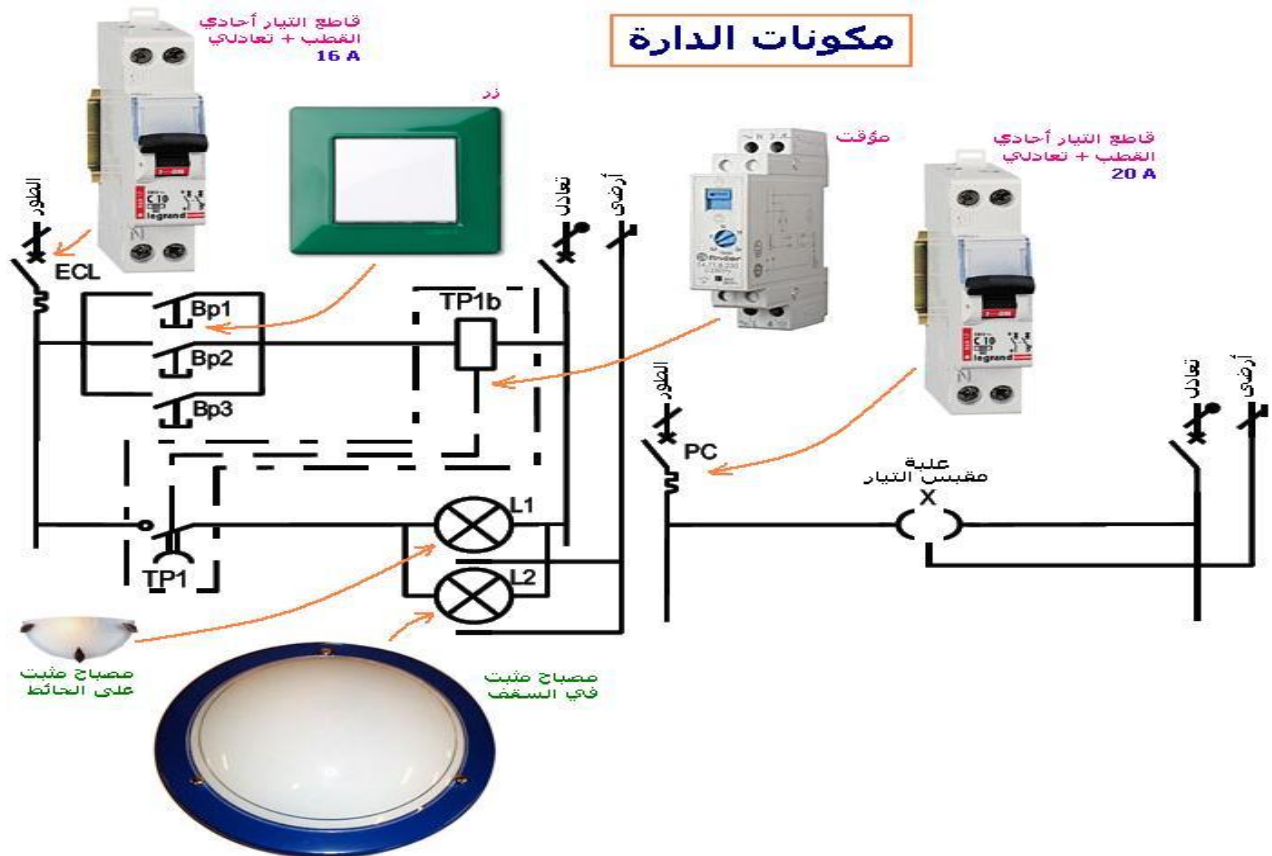 مكونات الدارة
قاطع التيار أحادي
القطب + تعادلي
16 A
زر
مؤقت
قاطع التيار أحادي
القطب + تعادلي
20 A
الطور
تعادل
أرضي
C 10
legrand
finder
C 10
legrand
ECL
Bp1
Bp2
Bp3
TP1b
TP1
L1
L2
الطور
تعادل
أرضي
PC
علبة
مقبس التيار
X
مصباح مثبت
على الحائط
مصباح مثبت
في السقف